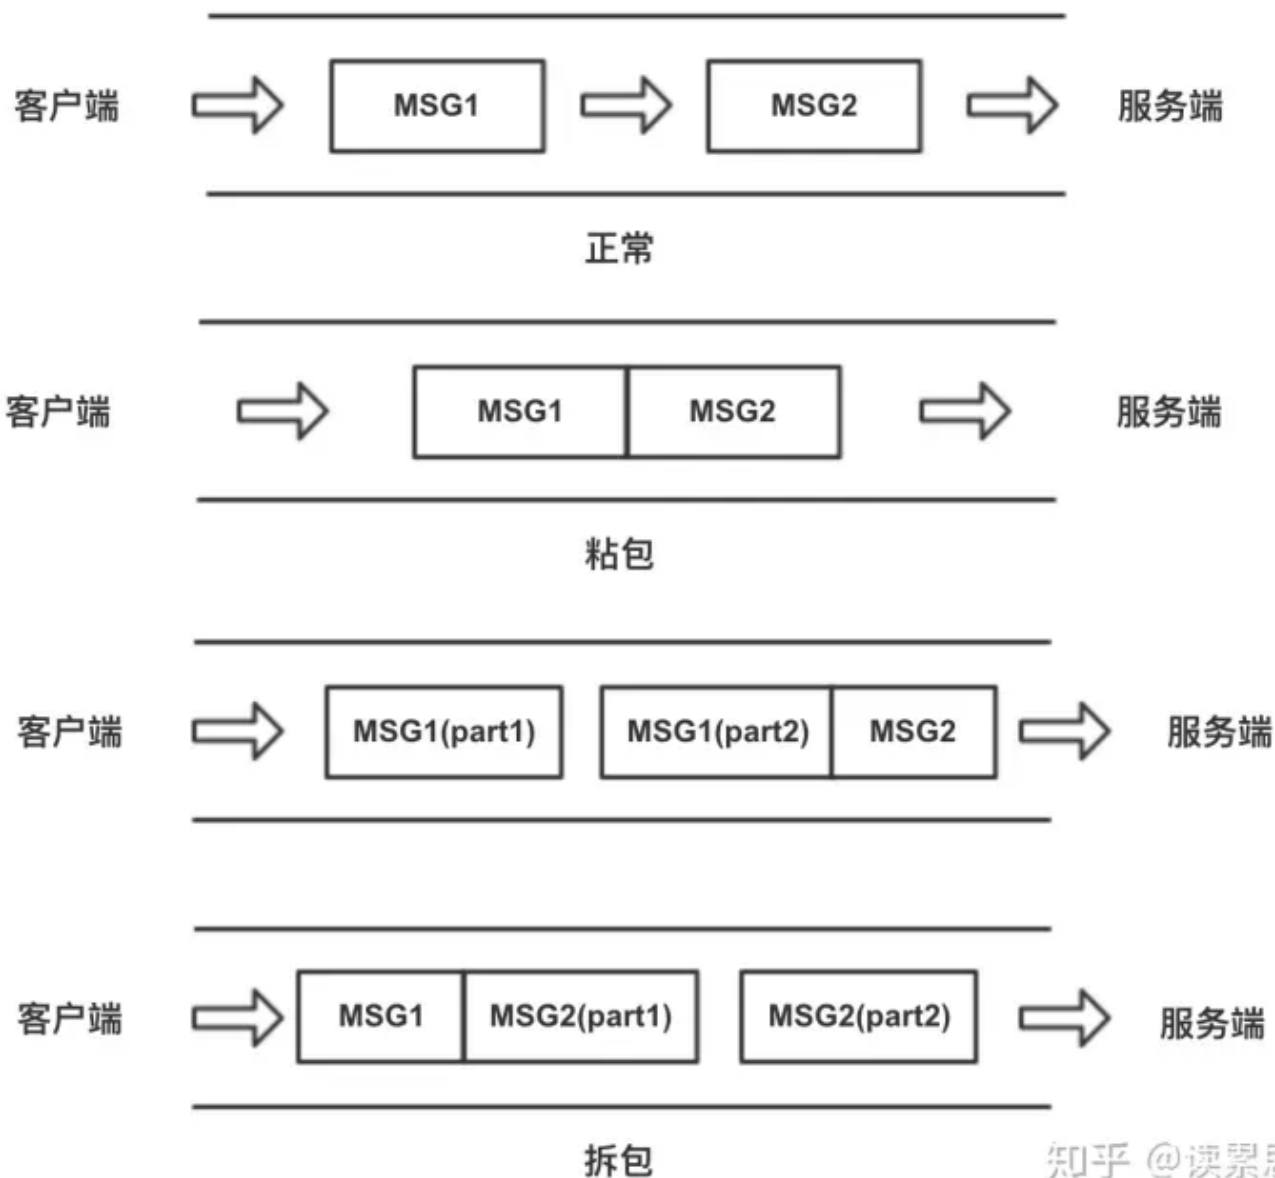 客户端 MSG1 MSG2 服务端
正常
客户端 MSG1 MSG2 服务端
粘包
客户端 MSG1(part1) MSG1(part2) MSG2 服务端
客户端 MSG1 MSG2(part1) MSG2(part2) 服务端
拆包
知乎 @读累